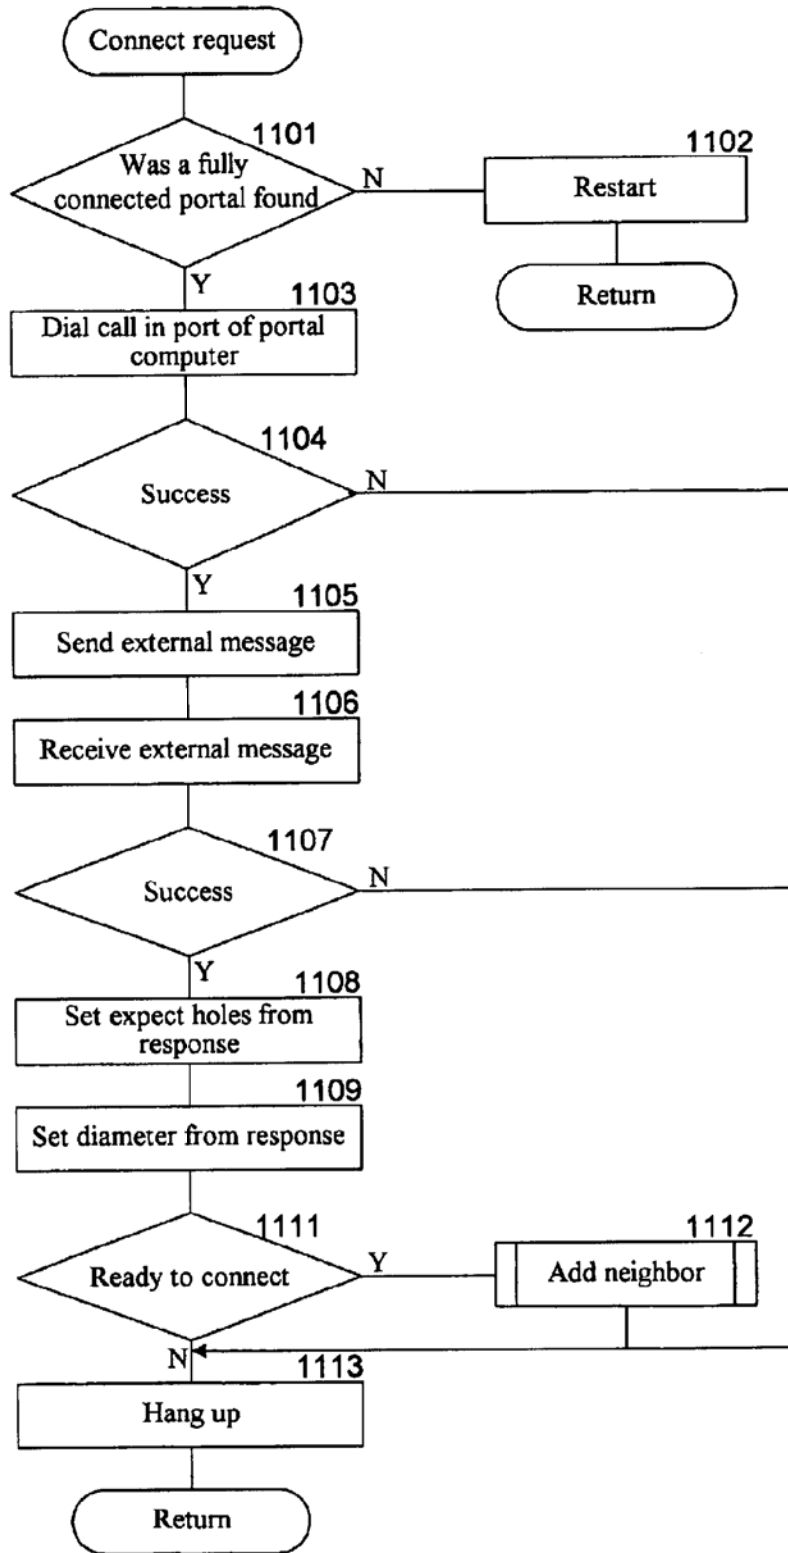 Connect request
1101
Was a fully
connected portal found
N
1102
Restart
Return
Y
1103
Dial call in port of portal
computer
1104
Success
N
Y
1105
Send external message
1106
Receive external message
1107
Success
N
Y
1108
Set expect holes from
response
1109
Set diameter from response
1111
Ready to connect
Y
1112
Add neighbor
N
1113
Hang up
Return